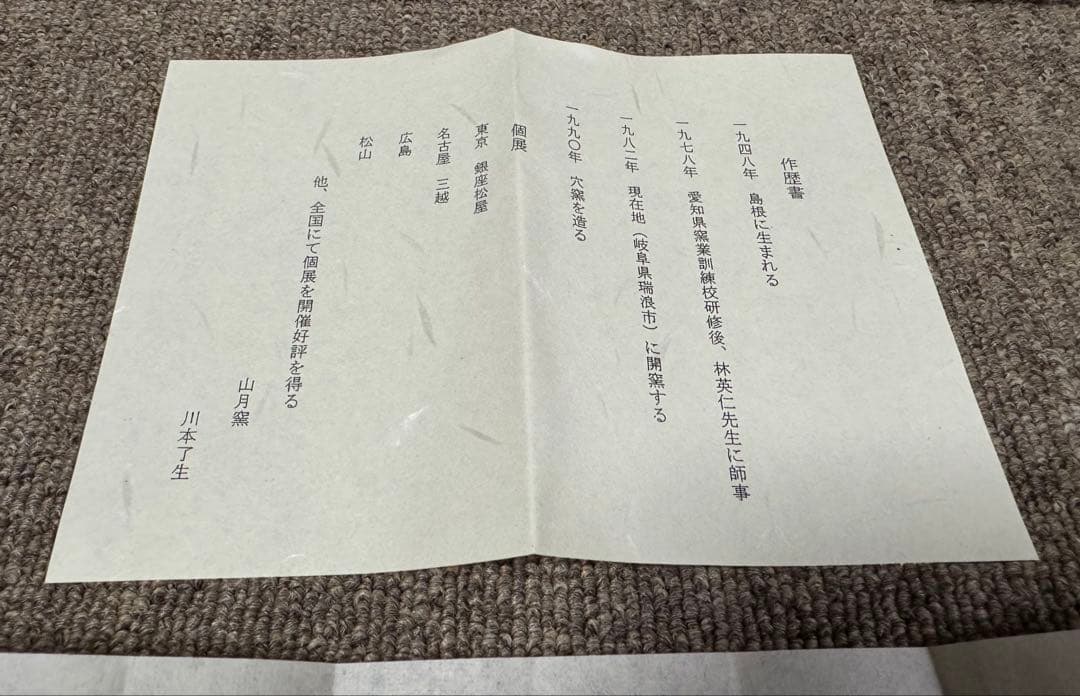 作歴書
一九四八年　島根に生まれる
一九七八年　愛知県窯業訓練校研修後、林英仁先生に師事
一九八二年　現在地（岐阜県瑞浪市）に開窯する
一九九〇年　穴窯を造る
個展
東京　銀座松屋
名古屋　三越
広島
松山
他、全国にて個展を開催好評を得る
山月窯
川本了生